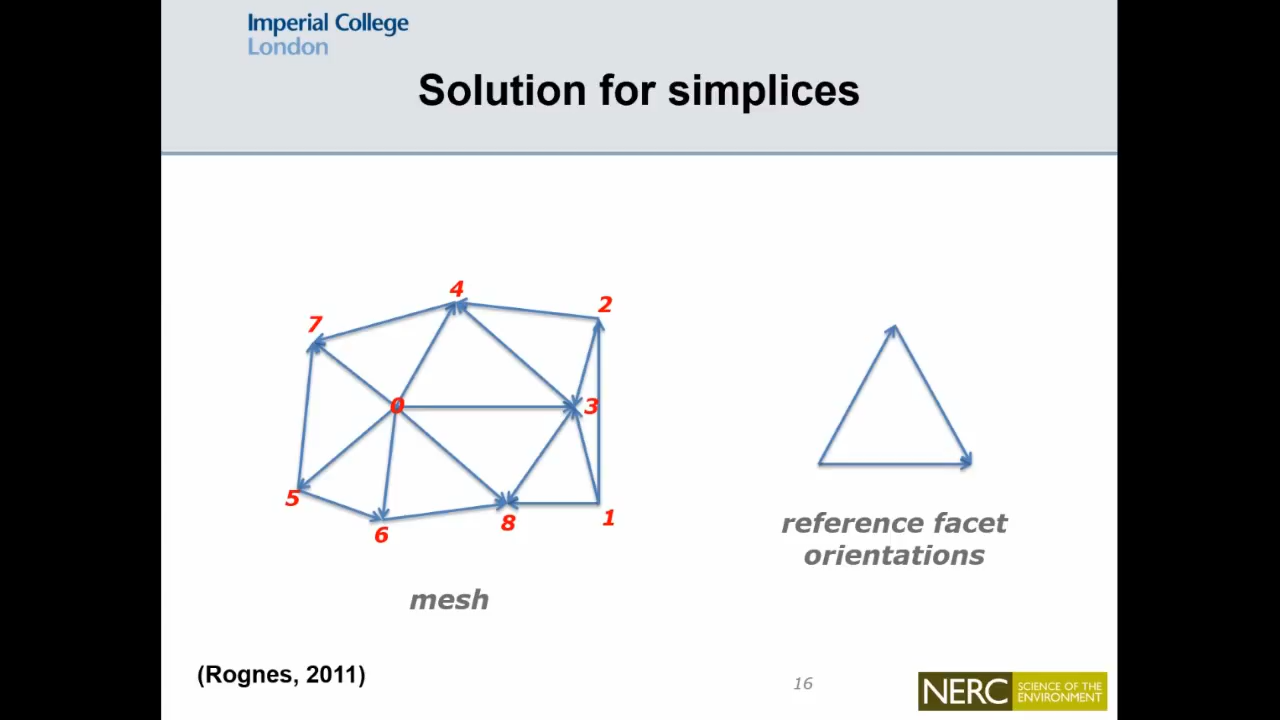 Imperial College
London
Solution for simplices
4
2
7
0
3
5
8
1
6
reference facet
orientations
mesh
(Rognes, 2011)
16
NERC SCIENCE OF THE
ENVIRONMENT